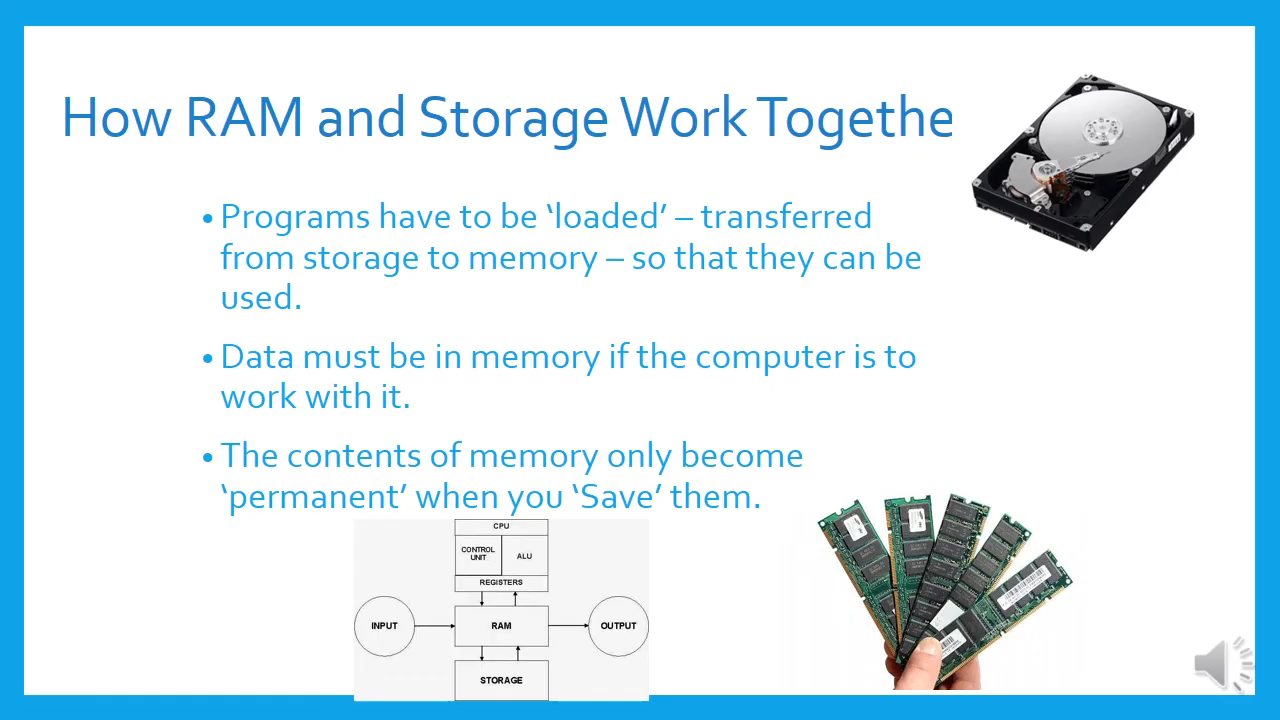 How RAM and Storage Work Togethe
• Programs have to be ‘loaded’ – transferred
from storage to memory – so that they can be
used.
• Data must be in memory if the computer is to
work with it.
• The contents of memory only become
‘permanent’ when you ‘Save’ them.
CPU
CONTROL
UNIT
ALU
REGISTERS
INPUT
RAM
OUTPUT
STORAGE